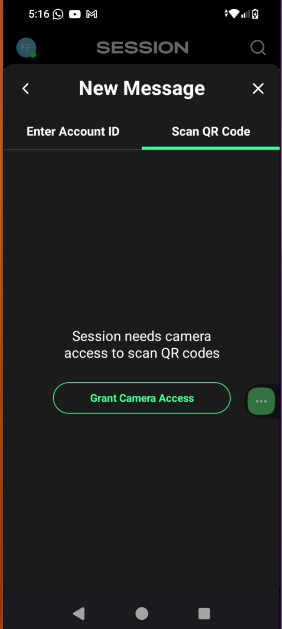 5:16
FF
SESSION
New Message
Enter Account ID
Scan QR Code
Session needs camera
access to scan QR codes
Grant Camera Access